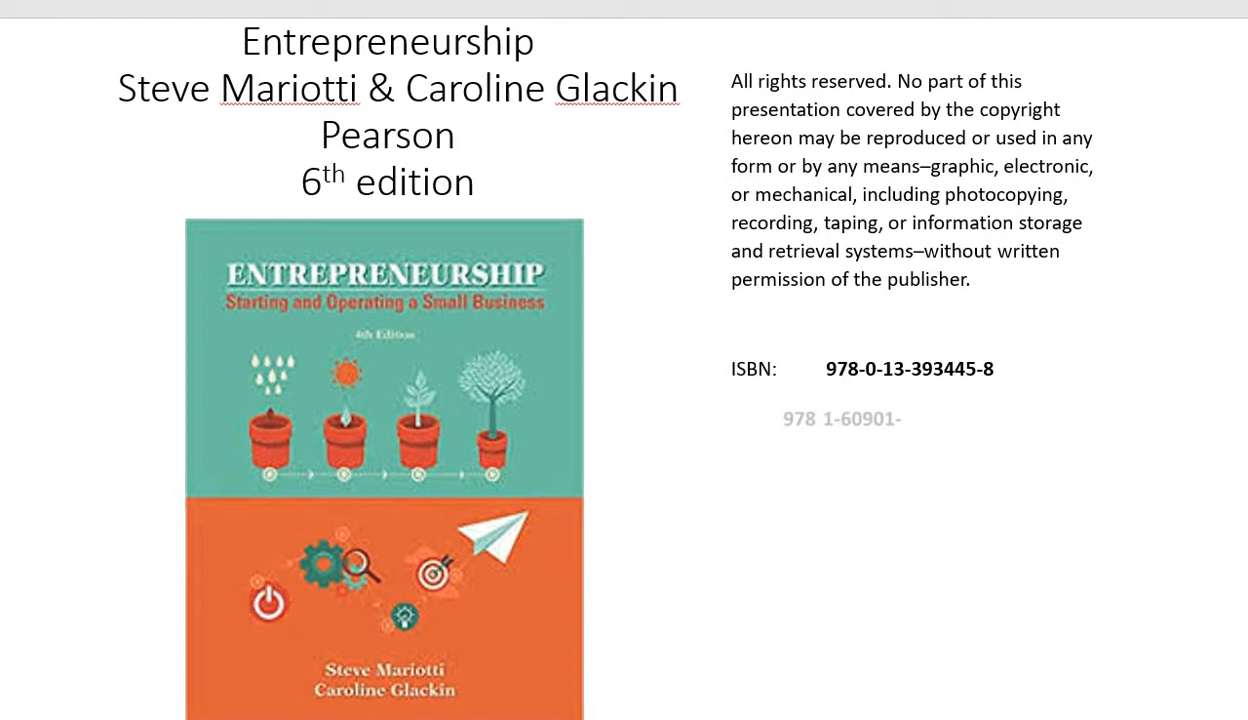 Entrepreneurship
Steve Mariotti & Caroline Glackin
Pearson
6th edition
ENTREPRENEURSHIP
Starting and Operating a Small Business
4th Edition
Steve Mariotti
Caroline Glackin
All rights reserved. No part of this
presentation covered by the copyright
hereon may be reproduced or used in any
form or by any means–graphic, electronic,
or mechanical, including photocopying,
recording, taping, or information storage
and retrieval systems–without written
permission of the publisher.
ISBN: 978-0-13-393445-8
978 1-60901-